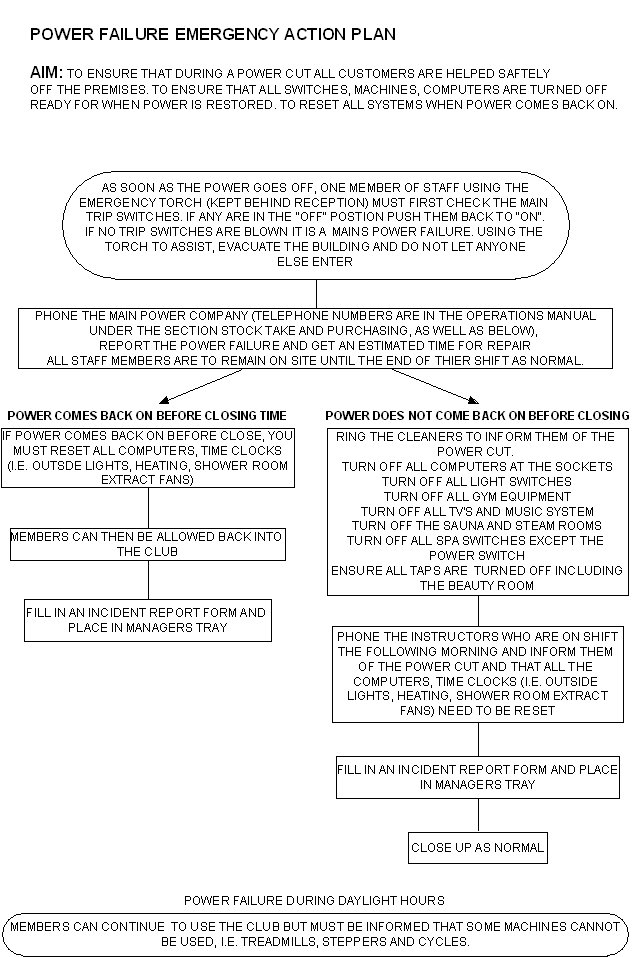 POWER FAILURE EMERGENCY ACTION PLAN
AIM: TO ENSURE THAT DURING A POWER CUT ALL CUSTOMERS ARE HELPED SAFTELY
OFF THE PREMISES. TO ENSURE THAT ALL SWITCHES, MACHINES, COMPUTERS ARE TURNED OFF
READY FOR WHEN POWER IS RESTORED. TO RESET ALL SYSTEMS WHEN POWER COMES BACK ON.
AS SOON AS THE POWER GOES OFF, ONE MEMBER OF STAFF USING THE
EMERGENCY TORCH (KEPT BEHIND RECEPTION) MUST FIRST CHECK THE MAIN
TRIP SWITCHES. IF ANY ARE IN THE "OFF" POSTION PUSH THEM BACK TO "ON".
IF NO TRIP SWITCHES ARE BLOWN IT IS A MAINS POWER FAILURE. USING THE
TORCH TO ASSIST, EVACUATE THE BUILDING AND DO NOT LET ANYONE
ELSE ENTER
PHONE THE MAIN POWER COMPANY (TELEPHONE NUMBERS ARE IN THE OPERATIONS MANUAL
UNDER THE SECTION STOCK TAKE AND PURCHASING, AS WELL AS BELOW),
REPORT THE POWER FAILURE AND GET AN ESTIMATED TIME FOR REPAIR
ALL STAFF MEMBERS ARE TO REMAIN ON SITE UNTIL THE END OF THIER SHIFT AS NORMAL.
POWER COMES BACK ON BEFORE CLOSING TIME
IF POWER COMES BACK ON BEFORE CLOSE, YOU
MUST RESET ALL COMPUTERS, TIME CLOCKS
(I.E. OUTSDE LIGHTS, HEATING, SHOWER ROOM
EXTRACT FANS)
MEMBERS CAN THEN BE ALLOWED BACK INTO
THE CLUB
FILL IN AN INCIDENT REPORT FORM AND
PLACE IN MANAGERS TRAY
POWER DOES NOT COME BACK ON BEFORE CLOSING
RING THE CLEANERS TO INFORM THEM OF THE
POWER CUT.
TURN OFF ALL COMPUTERS AT THE SOCKETS
TURN OFF ALL LIGHT SWITCHES
TURN OFF ALL GYM EQUIPMENT
TURN OFF ALL TV'S AND MUSIC SYSTEM
TURN OFF THE SAUNA AND STEAM ROOMS
TURN OFF ALL SPA SWITCHES EXCEPT THE
POWER SWITCH
ENSURE ALL TAPS ARE TURNED OFF INCLUDING
THE BEAUTY ROOM
PHONE THE INSTRUCTORS WHO ARE ON SHIFT
THE FOLLOWING MORNING AND INFORM THEM
OF THE POWER CUT AND THAT ALL THE
COMPUTERS, TIME CLOCKS (I.E. OUTSIDE
LIGHTS, HEATING, SHOWER ROOM EXTRACT
FANS) NEED TO BE RESET
FILL IN AN INCIDENT REPORT FORM AND PLACE
IN MANAGERS TRAY
CLOSE UP AS NORMAL
POWER FAILURE DURING DAYLIGHT HOURS
MEMBERS CAN CONTINUE TO USE THE CLUB BUT MUST BE INFORMED THAT SOME MACHINES CANNOT
BE USED, I.E. TREADMILLS, STEPPERS AND CYCLES.